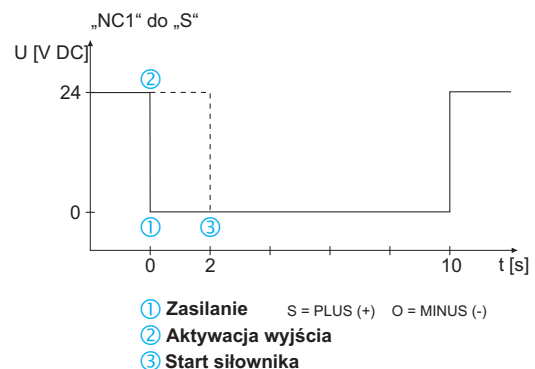 „NC1“ do „S“
U [V DC]
24
②
0
① ③
0 2 10 t [s]
① Zasilanie S = PLUS (+) O = MINUS (-)
② Aktywacja wyjścia
③ Start siłownika